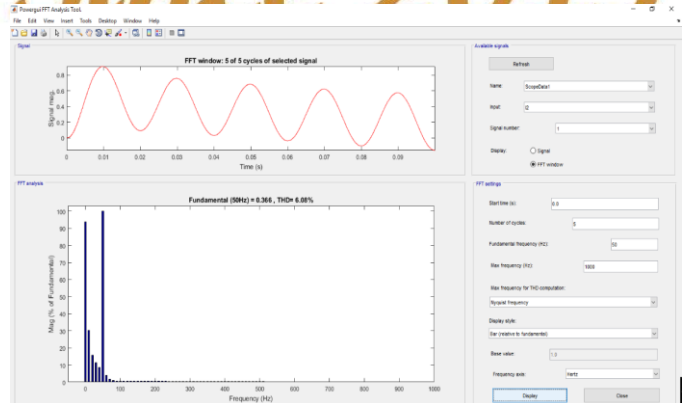 Powergui FFT Analysis Tool.
File Edit View Insert Tools Desktop Window Help
Signal
FFT window: 5 of 5 cycles of selected signal
Signal mag.
0.8
0.6
0.4
0.2
0
0 0.01 0.02 0.03 0.04 0.05 0.06 0.07 0.08 0.09
Time (s)
FFT analysis
Fundamental (50Hz) = 0.366 , THD= 6.08%
Mag (% of Fundamental)
100
90
80
70
60
50
40
30
20
10
0
0 100 200 300 400 500 600 700 800 900 1000
Frequency (Hz)
Available signals
Refresh
Name: ScopeData1
Input: i2
Signal number: 1
Display: Signal
FFT window
FFT settings
Start time (s): 0.0
Number of cycles: 5
Fundamental frequency (Hz): 50
Max frequency (Hz): 1000
Max frequency for THD computation:
Nyquist frequency
Display style:
Bar (relative to fundamental)
Base value: 1.0
Frequency axis: Hertz
Display Close